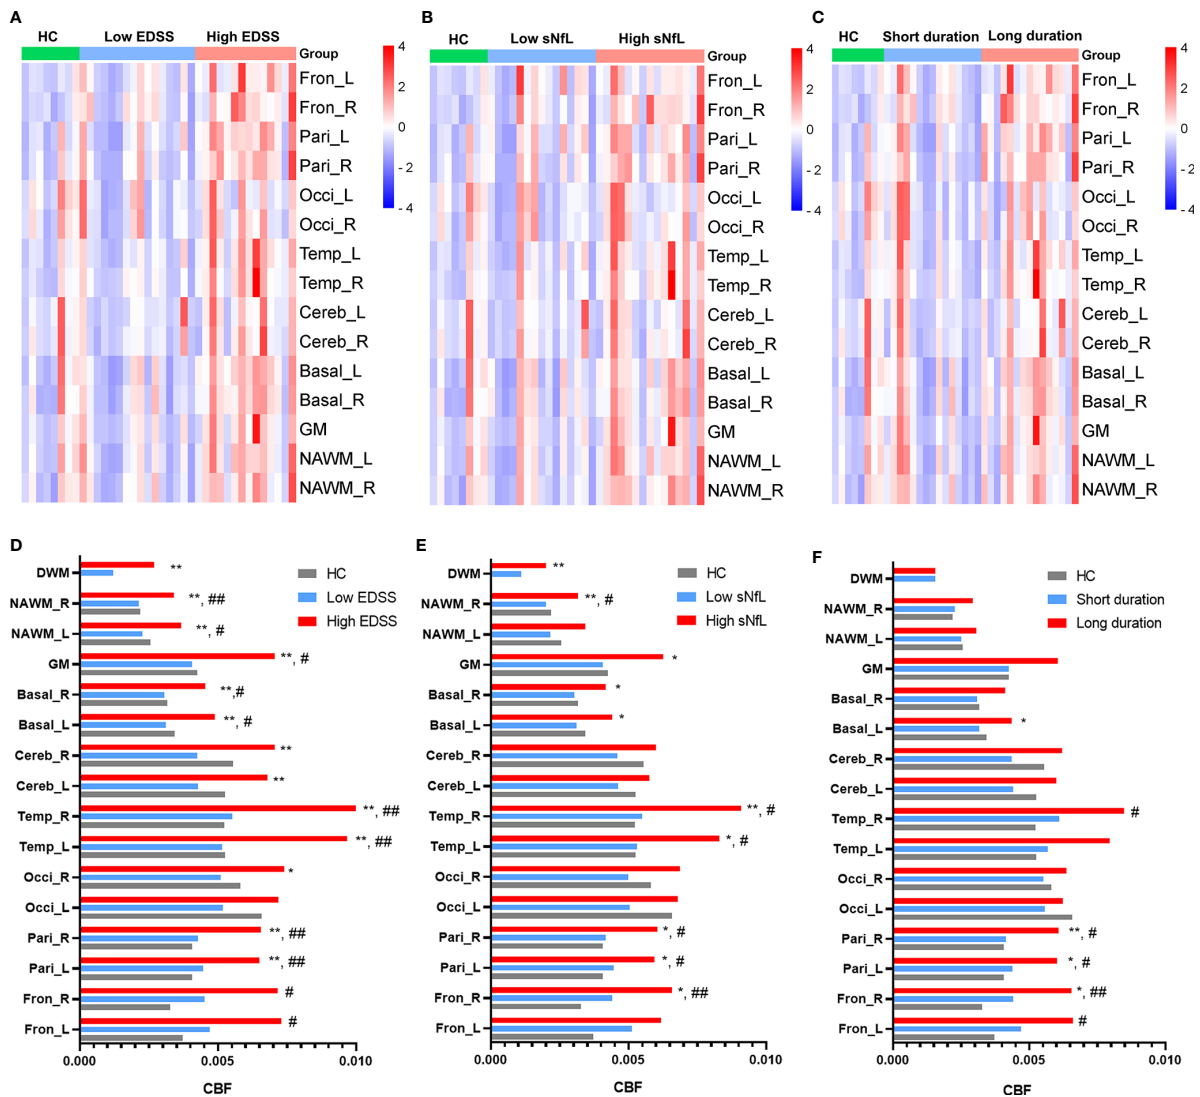 A
HC Low EDSS High EDSS
Group
Fron_L
Fron_R
Pari_L
Pari_R
Occi_L
Occi_R
Temp_L
Temp_R
Cereb_L
Cereb_R
Basal_L
Basal_R
GM
NAWM_L
NAWM_R
4
2
0
- 2
- 4
B
HC Low sNfL High sNfL
Group
Fron_L
Fron_R
Pari_L
Pari_R
Occi_L
Occi_R
Temp_L
Temp_R
Cereb_L
Cereb_R
Basal_L
Basal_R
GM
NAWM_L
NAWM_R
4
2
0
- 2
- 4
C
HC Short duration Long duration
Group
Fron_L
Fron_R
Pari_L
Pari_R
Occi_L
Occi_R
Temp_L
Temp_R
Cereb_L
Cereb_R
Basal_L
Basal_R
GM
NAWM_L
NAWM_R
4
2
0
- 2
- 4
D
DWM **
NAWM_R **, ##
NAWM_L **, #
GM **, #
Basal_R **,#
Basal_L **, #
Cereb_R **
Cereb_L **
Temp_R **, ##
Temp_L **, ##
Occi_R *
Occi_L
Pari_R **, ##
Pari_L **, ##
Fron_R #
Fron_L #
HC
Low EDSS
High EDSS
0.000 0.005 0.010
CBF
E
DWM **
NAWM_R **, #
NAWM_L
GM *
Basal_R *
Basal_L *
Cereb_R
Cereb_L
Temp_R **, #
Temp_L *, #
Occi_R
Occi_L
Pari_R *, #
Pari_L *, #
Fron_R *, ##
Fron_L
HC
Low sNfL
High sNfL
0.000 0.005 0.010
CBF
F
DWM
NAWM_R
NAWM_L
GM
Basal_R
Basal_L *
Cereb_R
Cereb_L
Temp_R #
Temp_L
Occi_R
Occi_L
Pari_R **, #
Pari_L *, #
Fron_R *, ##
Fron_L #
HC
Short duration
Long duration
0.000 0.005 0.010
CBF